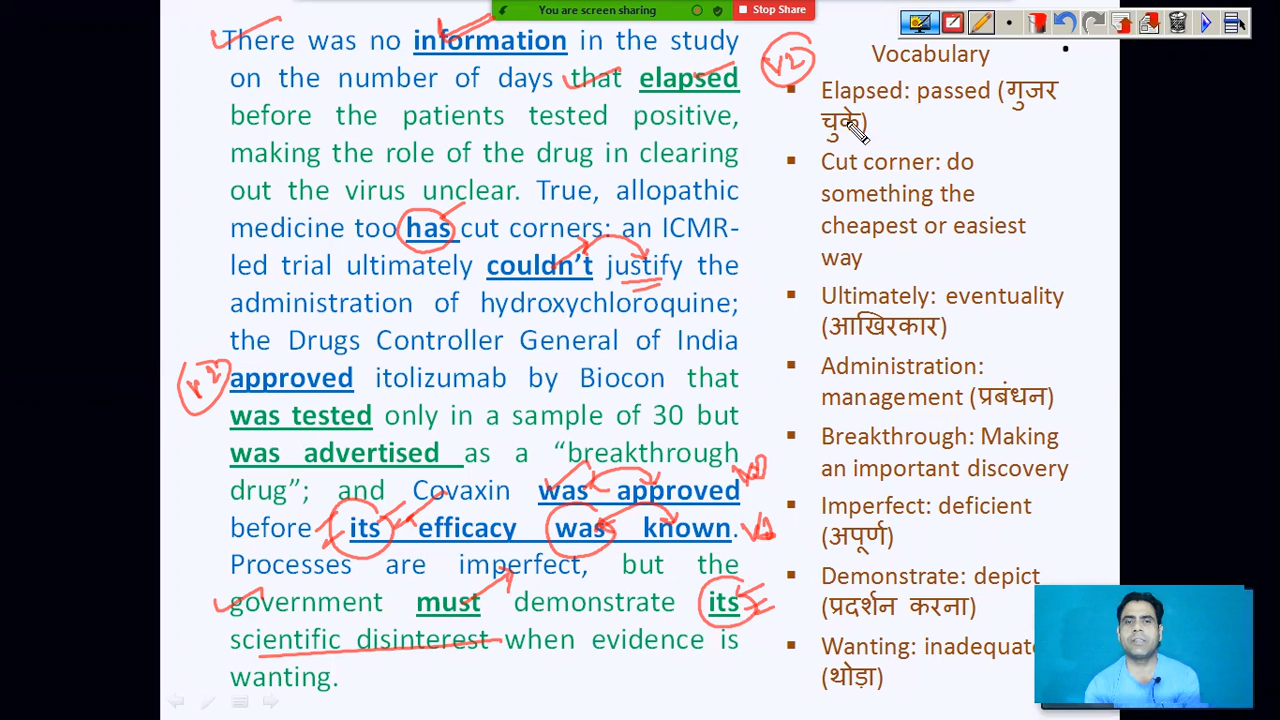 You are screen sharing
Stop Share
There was no information in the study
on the number of days that elapsed
before the patients tested positive,
making the role of the drug in clearing
out the virus unclear. True, allopathic
medicine too has cut corners: an ICMR-
led trial ultimately couldn't justify the
administration of hydroxychloroquine;
the Drugs Controller General of India
approved itolizumab by Biocon that
was tested only in a sample of 30 but
was advertised as a “breakthrough
drug”; and Covaxin was approved
before its efficacy was known.
Processes are imperfect, but the
government must demonstrate its
scientific disinterest when evidence is
wanting.
V2
V2
V3
V3
Vocabulary
Elapsed: passed (गुजर
चुके)
Cut corner: do
something the
cheapest or easiest
way
Ultimately: eventuality
(आखिरकार)
Administration:
management (प्रबंधन)
Breakthrough: Making
an important discovery
Imperfect: deficient
(अपूर्ण)
Demonstrate: depict
(प्रदर्शन करना)
Wanting: inadequate
(थोड़ा)